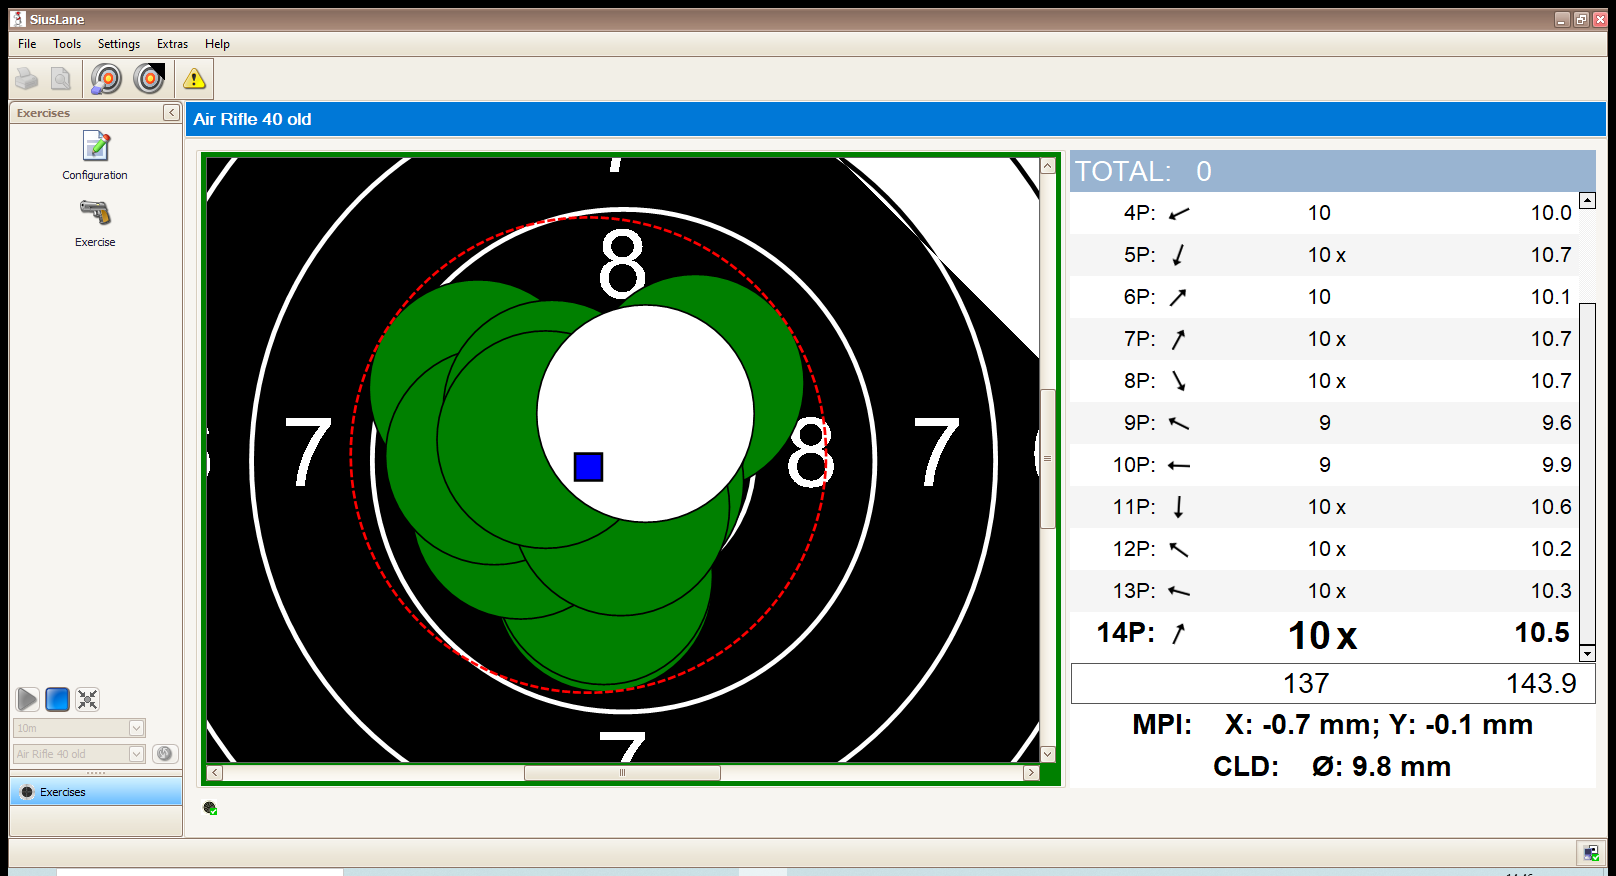 SiusLane
File Tools Settings Extras Help
Exercises
Configuration
Exercise
10m
Air Rifle 40 old
Exercises
Air Rifle 40 old
7
8
7
8
7
7
TOTAL: 0
4P: 10 10.0
5P: 10 x 10.7
6P: 10 10.1
7P: 10 x 10.7
8P: 10 x 10.7
9P: 9 9.6
10P: 9 9.9
11P: 10 x 10.6
12P: 10 x 10.2
13P: 10 x 10.3
14P: 10 x 10.5
137 143.9
MPI: X: -0.7 mm; Y: -0.1 mm
CLD: Ø: 9.8 mm